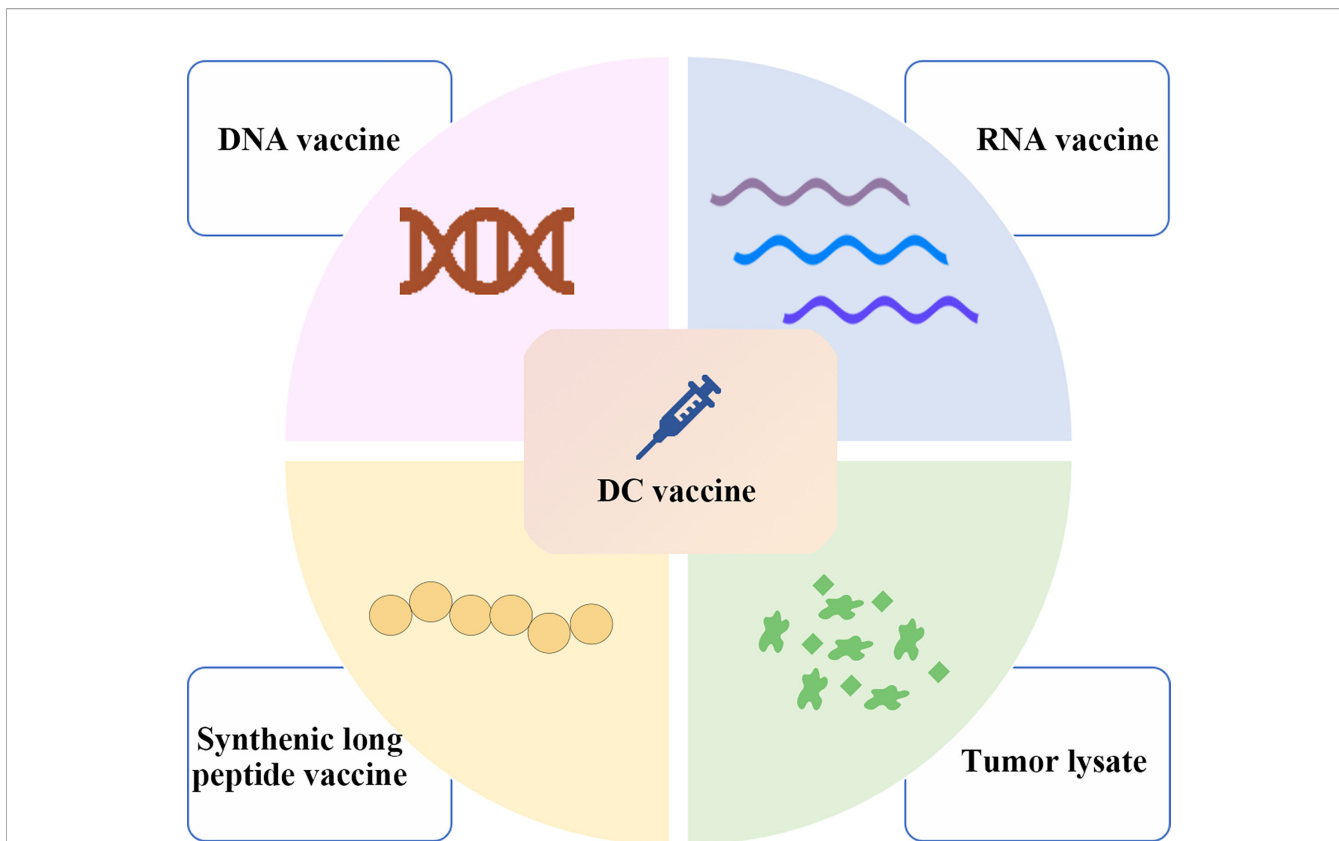 DNA vaccine
RNA vaccine
DC vaccine
Synthenic long
peptide vaccine
Tumor lysate